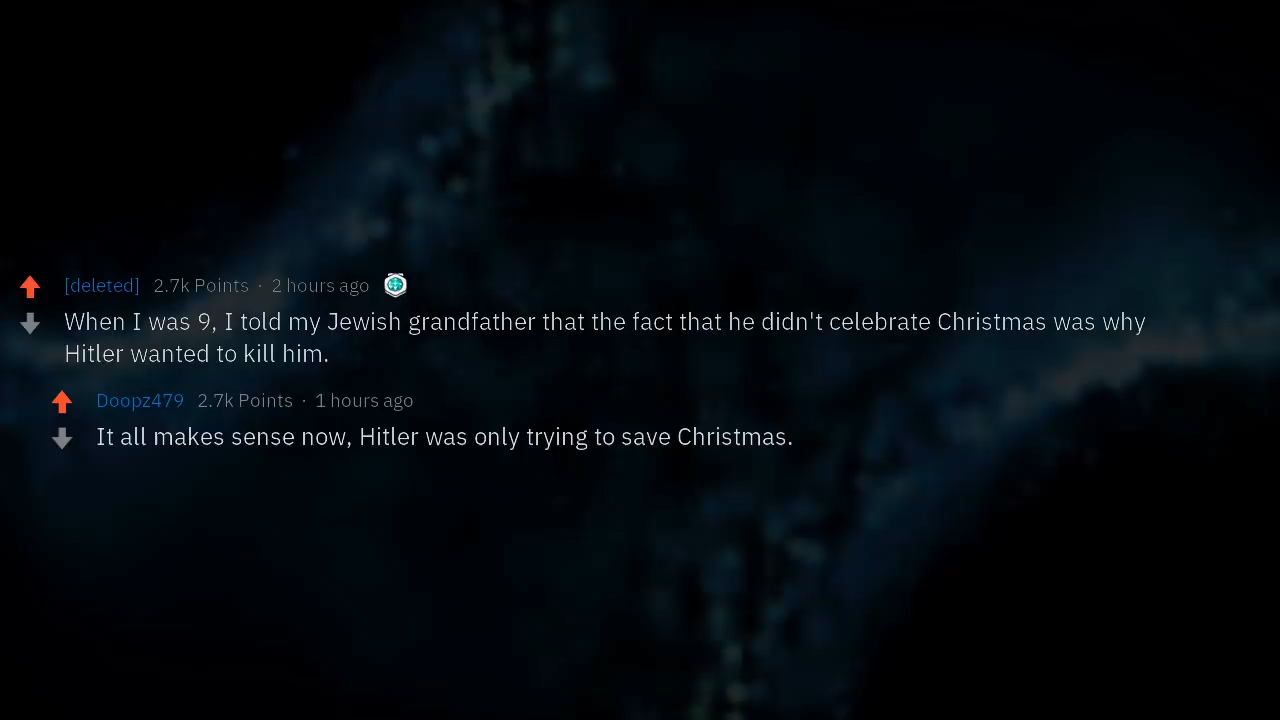 [deleted] 2.7k Points · 2 hours ago
When I was 9, I told my Jewish grandfather that the fact that he didn't celebrate Christmas was why
Hitler wanted to kill him.
Doopz479 2.7k Points · 1 hours ago
It all makes sense now, Hitler was only trying to save Christmas.